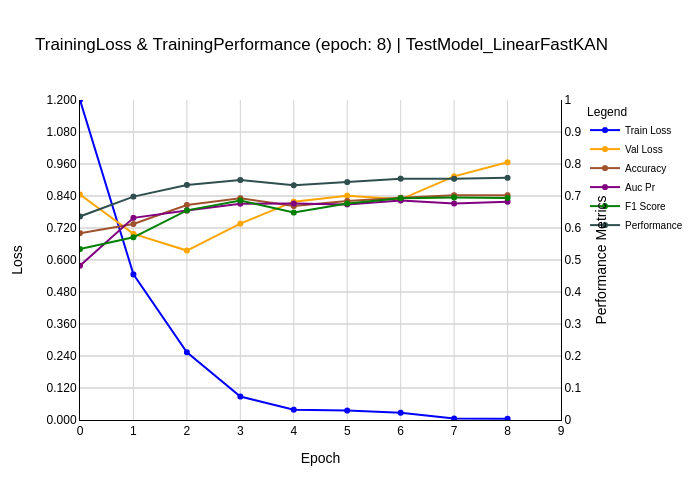 TrainingLoss & TrainingPerformance (epoch: 8) | TestModel_LinearFastKAN
1.200
1.080
0.960
0.840
0.720
0.600
0.480
0.360
0.240
0.120
0.000
Loss
0 1 2 3 4 5 6 7 8 9
Epoch
1
0.9
0.8
0.7
0.6
0.5
0.4
0.3
0.2
0.1
0
Performance Metrics
Legend
Train Loss
Val Loss
Accuracy
Auc Pr
F1 Score
Performance